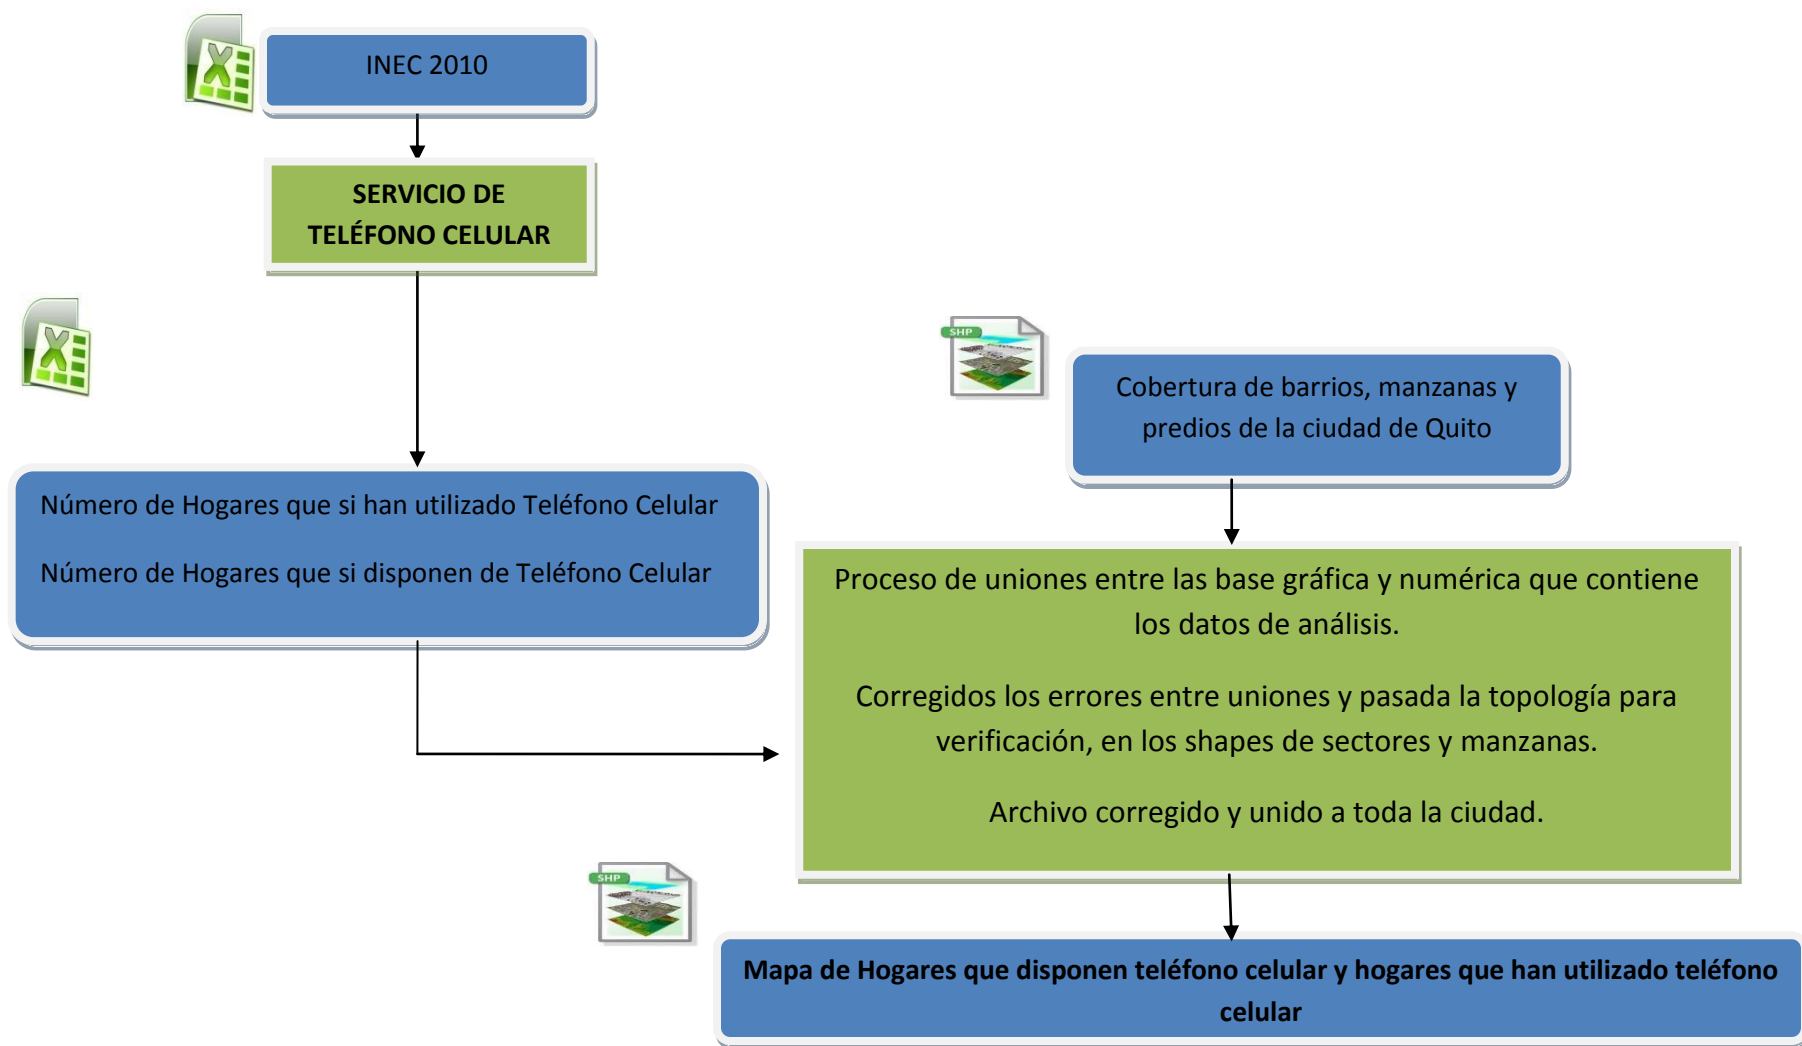 INEC 2010
SERVICIO DE
TELÉFONO CELULAR
SHP
Cobertura de barrios, manzanas y
predios de la ciudad de Quito
Número de Hogares que si han utilizado Teléfono Celular
Número de Hogares que si disponen de Teléfono Celular
Proceso de uniones entre las base gráfica y numérica que contiene
los datos de análisis.
Corregidos los errores entre uniones y pasada la topología para
verificación, en los shapes de sectores y manzanas.
Archivo corregido y unido a toda la ciudad.
SHP
Mapa de Hogares que disponen teléfono celular y hogares que han utilizado teléfono
celular